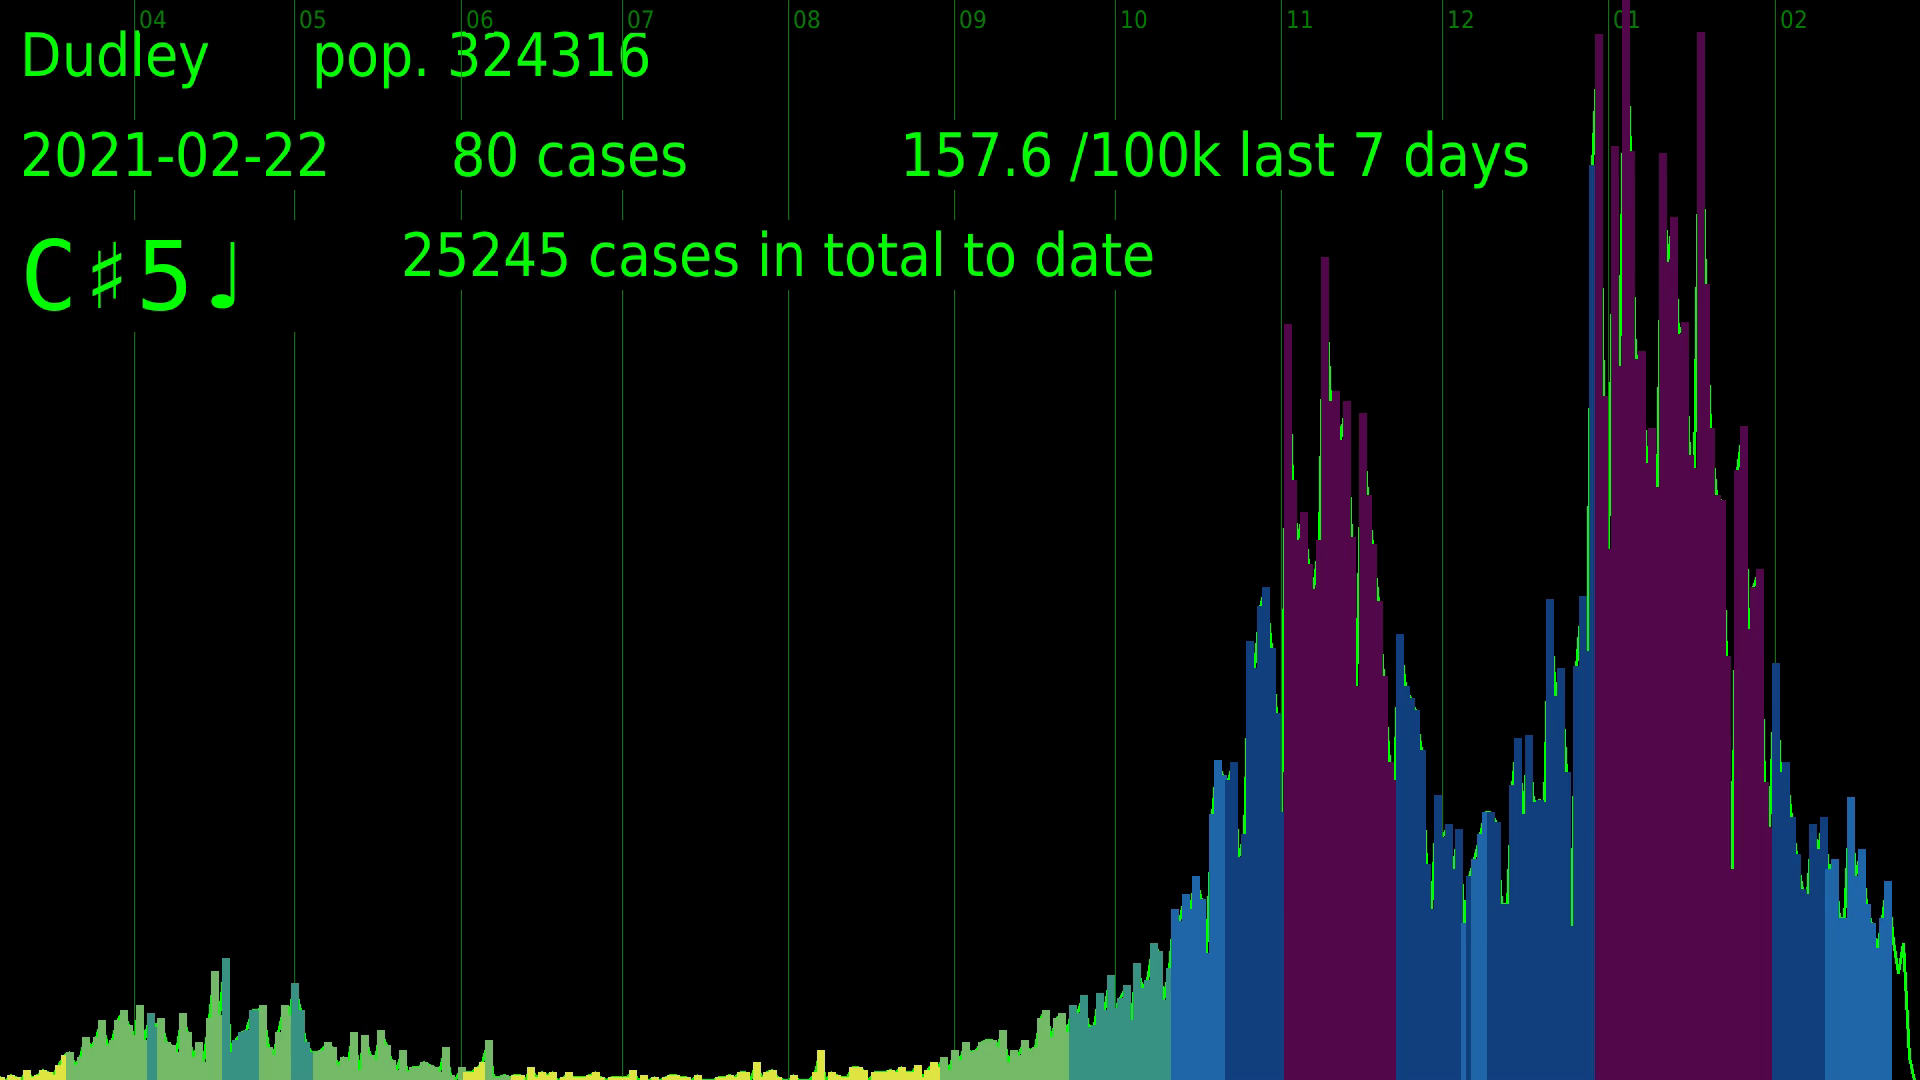 04 05 06 07 08 09 10 11 12 01 02
Dudley pop. 324316
2021-02-22 80 cases 157.6 /100k last 7 days
C♯5♩ 25245 cases in total to date